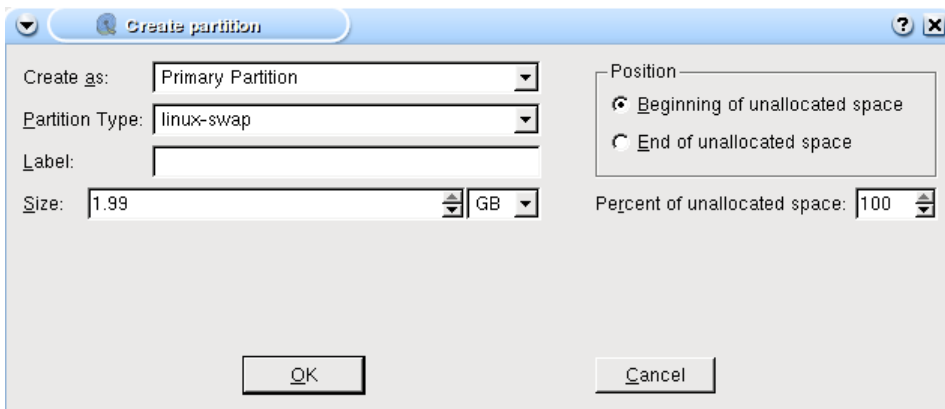 Create partition
Create as: Primary Partition
Partition Type: linux-swap
Label:
Size: 1.99 GB
Position
Beginning of unallocated space
End of unallocated space
Percent of unallocated space: 100
OK
Cancel